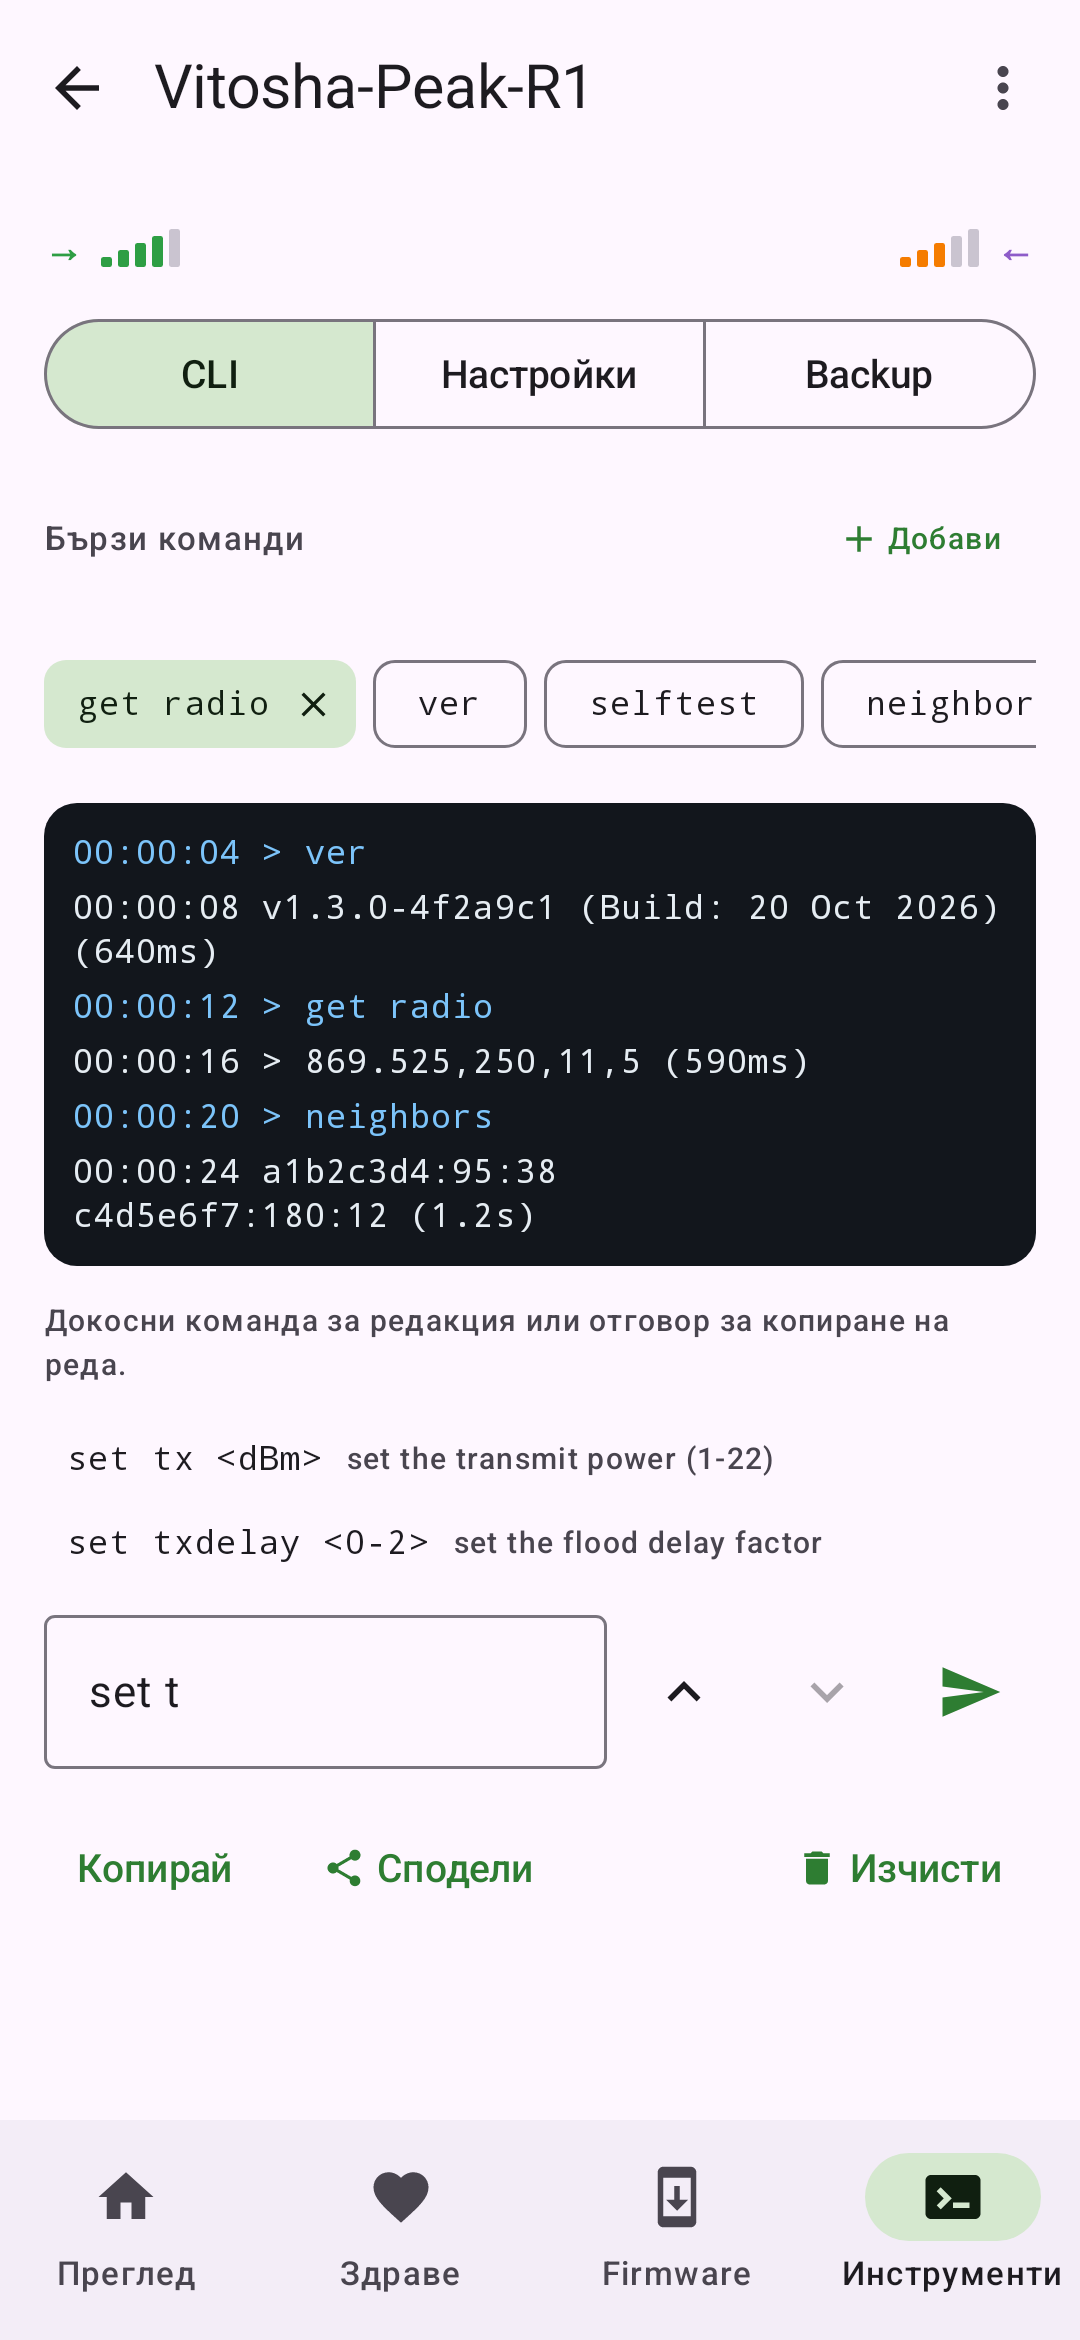 Vitosha-Peak-R1
→ ←
CLI Настройки Backup
Бързи команди + Добави
get radio ver selftest neighbor
00:00:04 > ver
00:00:08 v1.3.0-4f2a9c1 (Build: 20 Oct 2026)
(640ms)
00:00:12 > get radio
00:00:16 > 869.525,250,11,5 (590ms)
00:00:20 > neighbors
00:00:24 a1b2c3d4:95:38
c4d5e6f7:180:12 (1.2s)
Докосни команда за редакция или отговор за копиране на
реда.
set tx <dBm> set the transmit power (1-22)
set txdelay <0-2> set the flood delay factor
set t
Копирай Сподели Изчисти
Преглед Здраве Firmware Инструменти